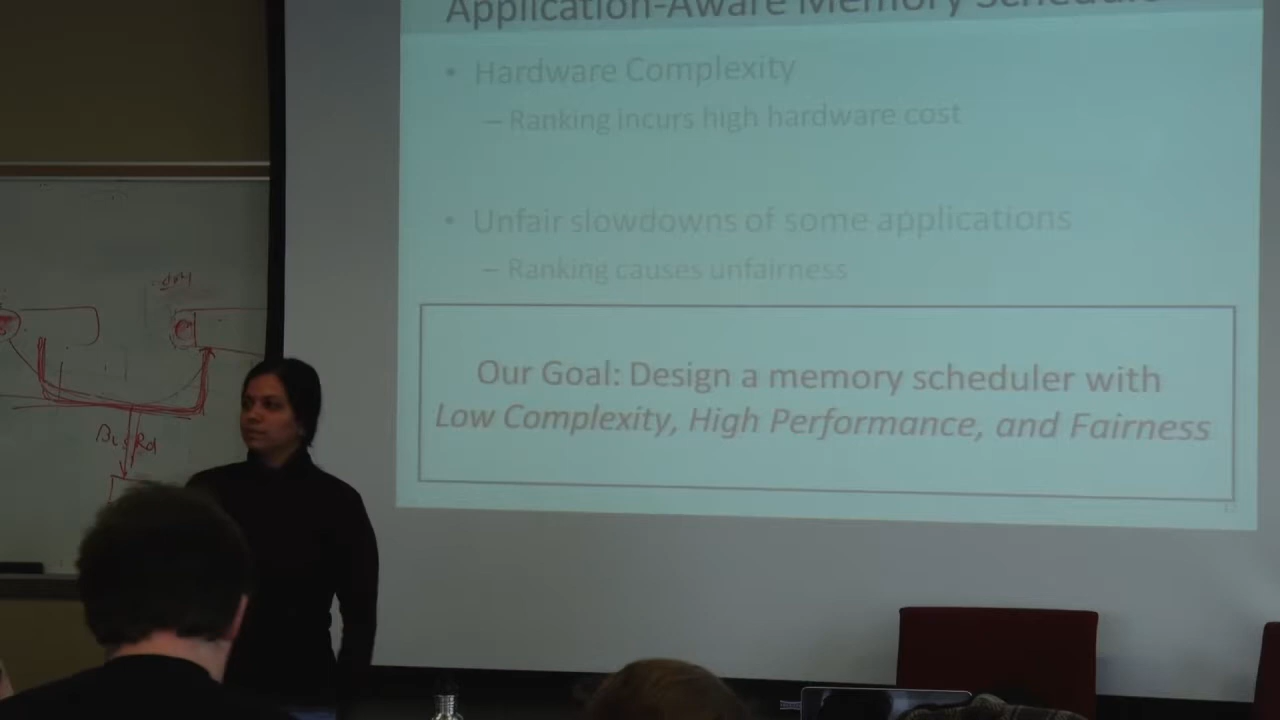 Application-Aware Memory
• Hardware Complexity
– Ranking incurs high hardware cost
• Unfair slowdowns of some applications
– Ranking causes unfairness
Our Goal: Design a memory scheduler with
Low Complexity, High Performance, and Fairness